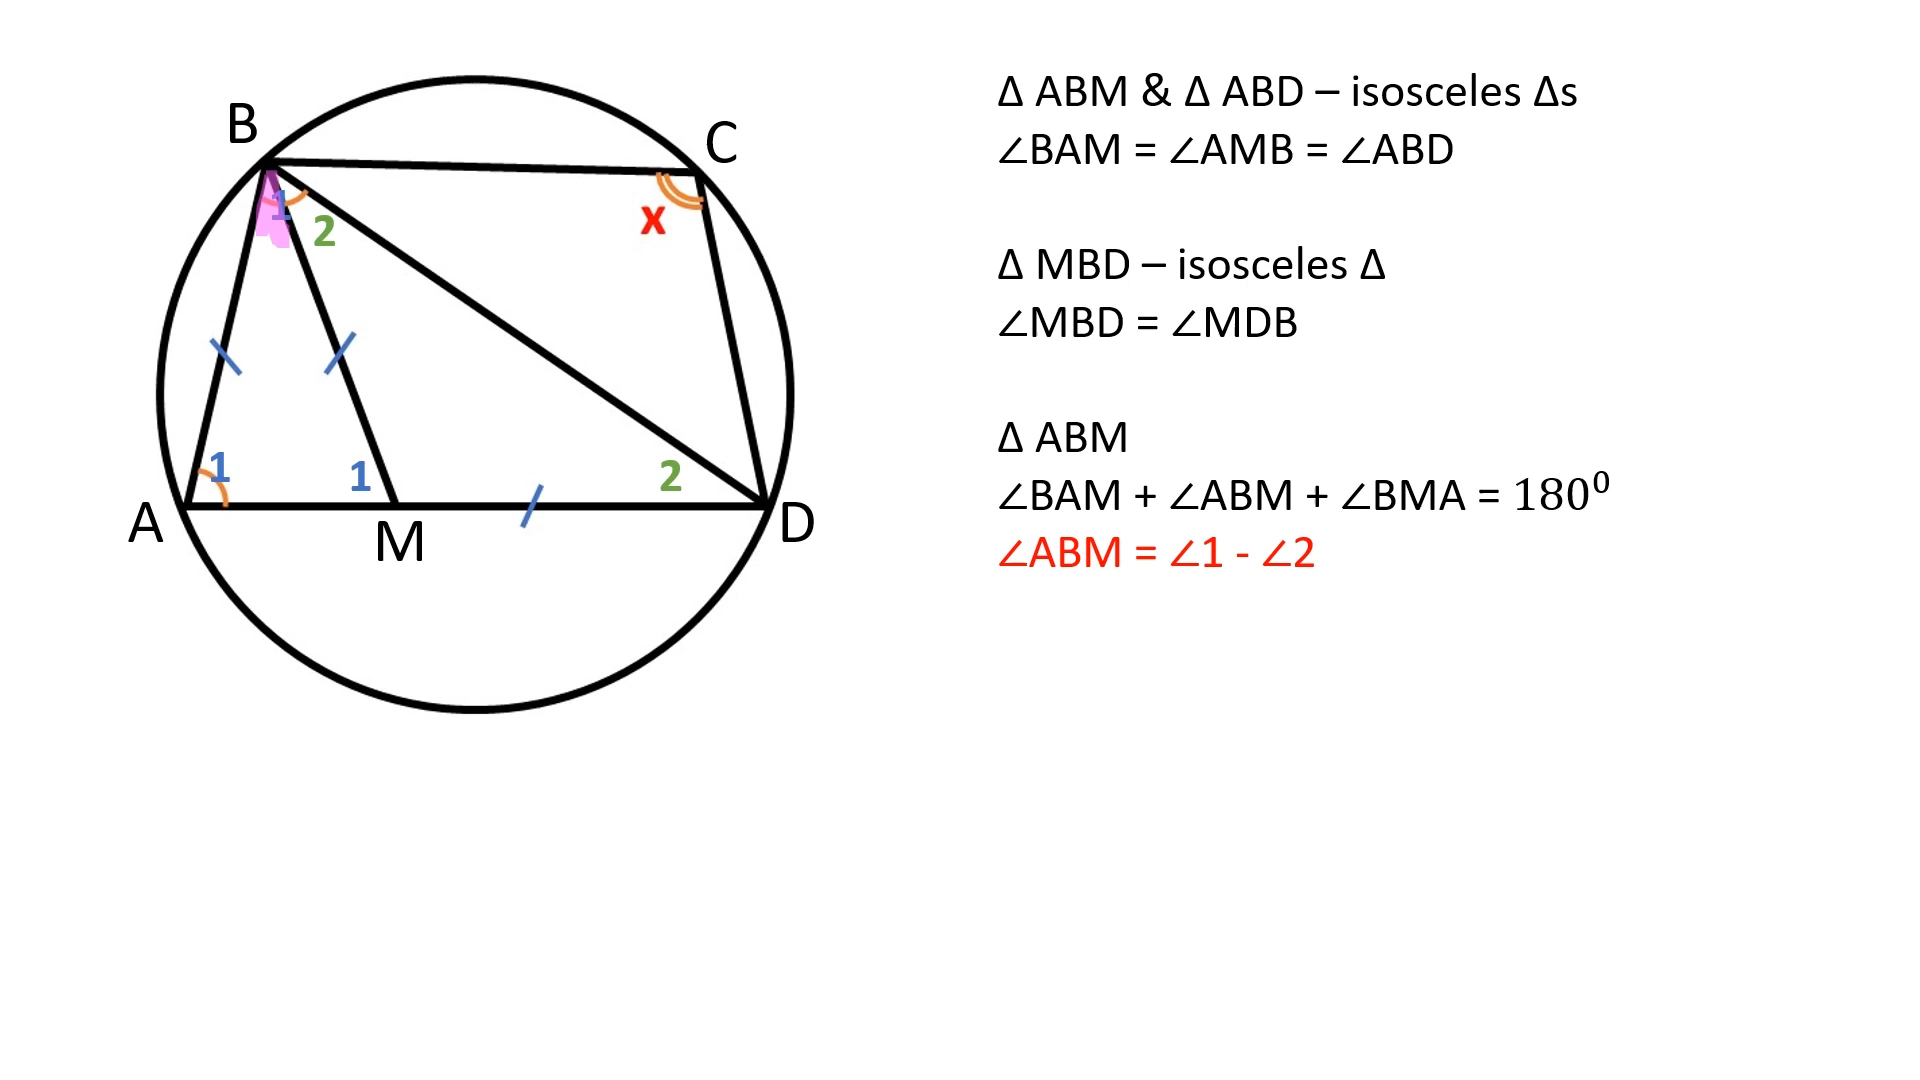 B
C
1
2
x
1
1
2
A
M
D
Δ ABM & Δ ABD – isosceles Δs
∠BAM = ∠AMB = ∠ABD
Δ MBD – isosceles Δ
∠MBD = ∠MDB
Δ ABM
∠BAM + ∠ABM + ∠BMA = 180⁰
∠ABM = ∠1 - ∠2